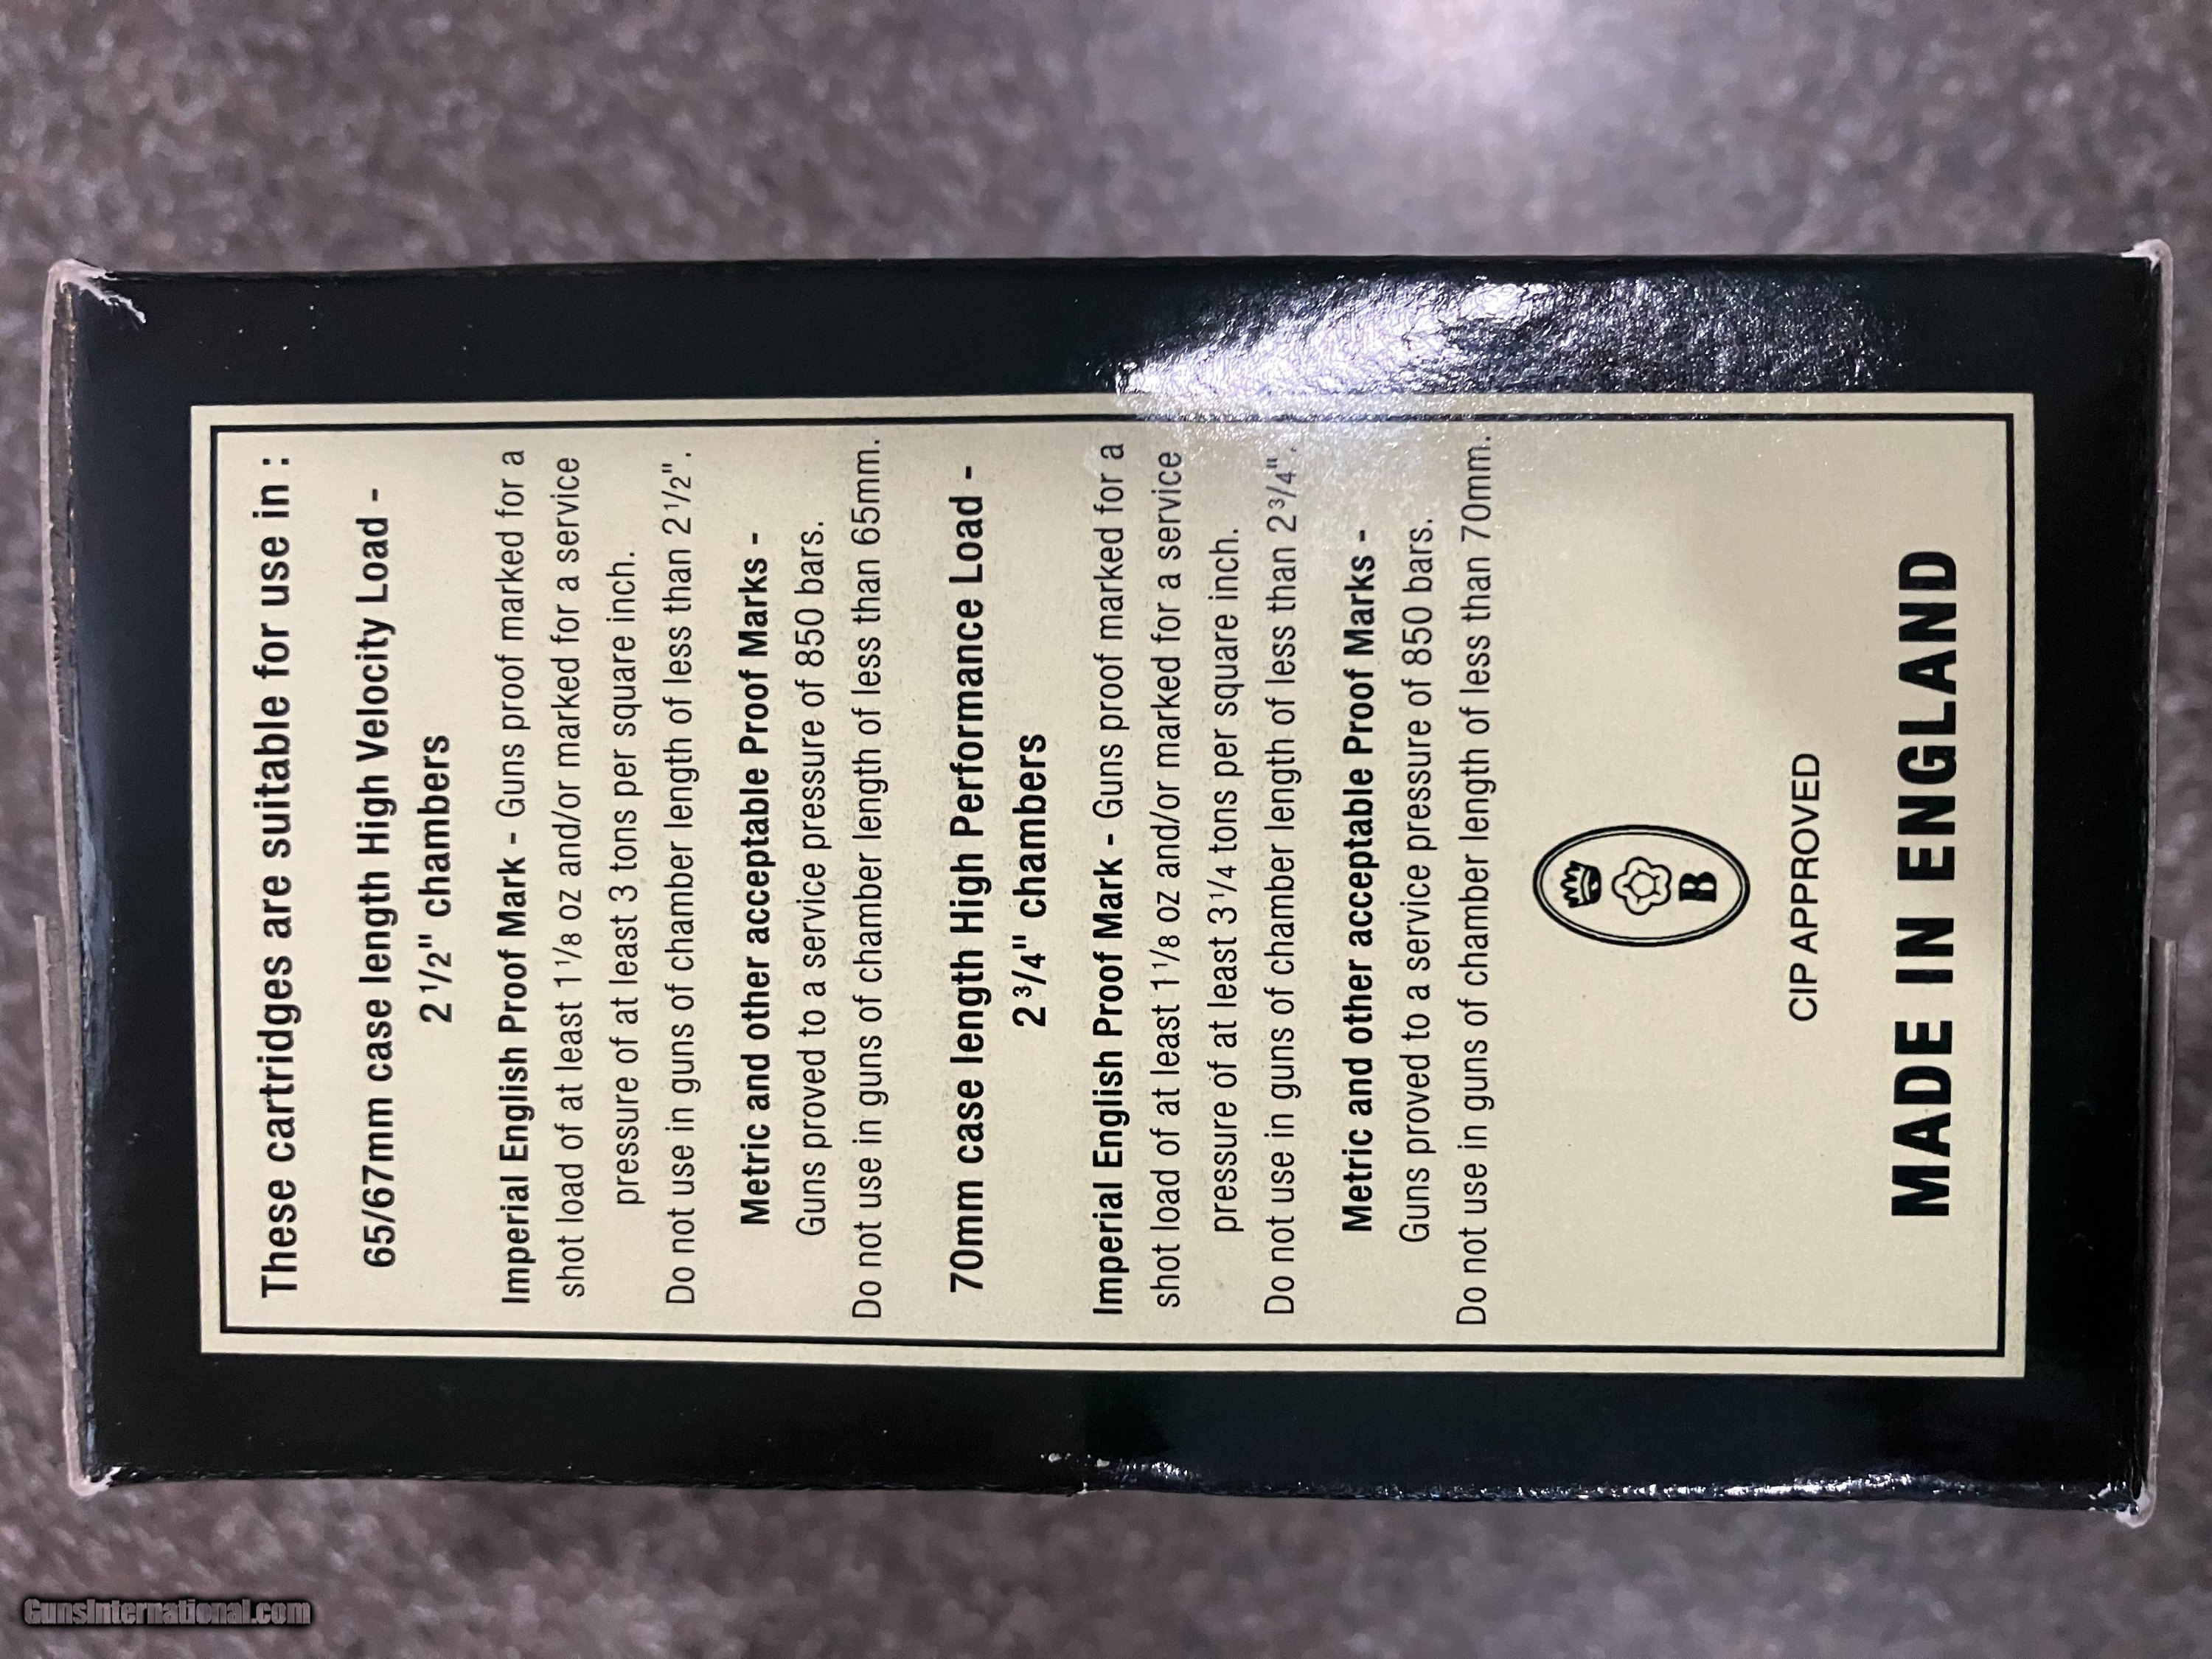 These cartridges are suitable for use in :
65/67mm case length High Velocity Load -
2 1/2" chambers
Imperial English Proof Mark - Guns proof marked for a
shot load of at least 1 1/8 oz and/or marked for a service
pressure of at least 3 tons per square inch.
Do not use in guns of chamber length of less than 2 1/2".
Metric and other acceptable Proof Marks -
Guns proved to a service pressure of 850 bars.
Do not use in guns of chamber length of less than 65mm.
70mm case length High Performance Load -
2 3/4" chambers
Imperial English Proof Mark - Guns proof marked for a
shot load of at least 1 1/8 oz and/or marked for a service
pressure of at least 3 1/4 tons per square inch.
Do not use in guns of chamber length of less than 2 3/4".
Metric and other acceptable Proof Marks -
Guns proved to a service pressure of 850 bars.
Do not use in guns of chamber length of less than 70mm.
B
CIP APPROVED
MADE IN ENGLAND
GunsInternational.com